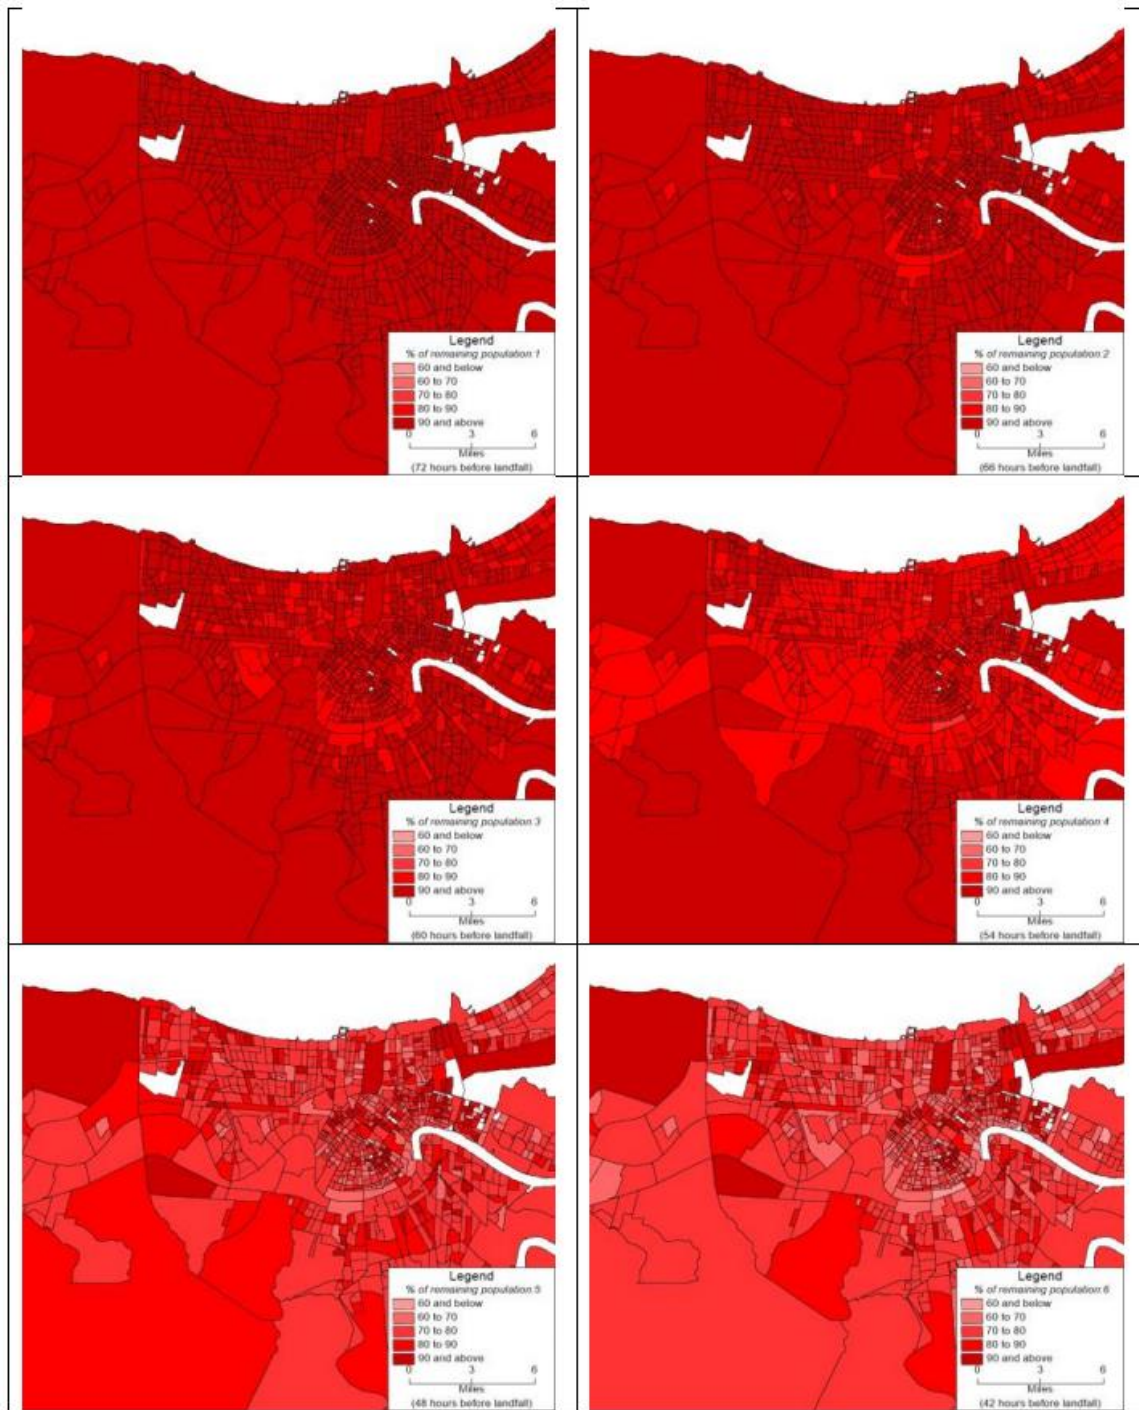 Legend
% of remaining population:1
60 and below
60 to 70
70 to 80
80 to 90
90 and above
0 3 6
Miles
(72 hours before landfall)
Legend
% of remaining population:2
60 and below
60 to 70
70 to 80
80 to 90
90 and above
0 3 6
Miles
(66 hours before landfall)
Legend
% of remaining population:3
60 and below
60 to 70
70 to 80
80 to 90
90 and above
0 3 6
Miles
(60 hours before landfall)
Legend
% of remaining population:4
60 and below
60 to 70
70 to 80
80 to 90
90 and above
0 3 6
Miles
(54 hours before landfall)
Legend
% of remaining population:5
60 and below
60 to 70
70 to 80
80 to 90
90 and above
0 3 6
Miles
(48 hours before landfall)
Legend
% of remaining population:6
60 and below
60 to 70
70 to 80
80 to 90
90 and above
0 3 6
Miles
(42 hours before landfall)